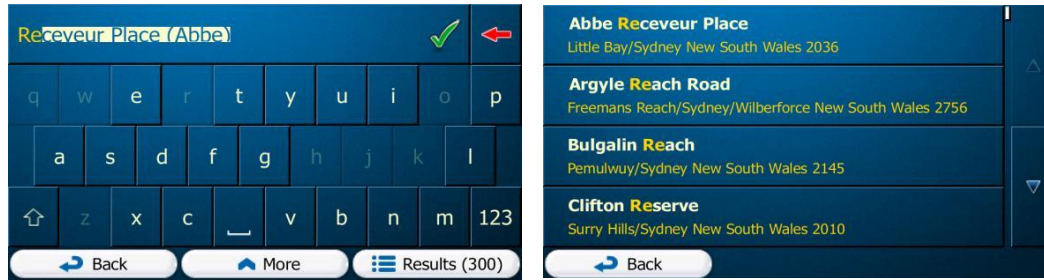 Receveur Place (Abbe)
q w e r t y u i o p
a s d f g h j k l
z x c v b n m 123
Back More Results (300)
Abbe Receveur Place
Little Bay/Sydney New South Wales 2036
Argyle Reach Road
Freemans Reach/Sydney/Wilberforce New South Wales 2756
Bulgalin Reach
Pemulwuy/Sydney New South Wales 2145
Clifton Reserve
Surry Hills/Sydney New South Wales 2010
Back